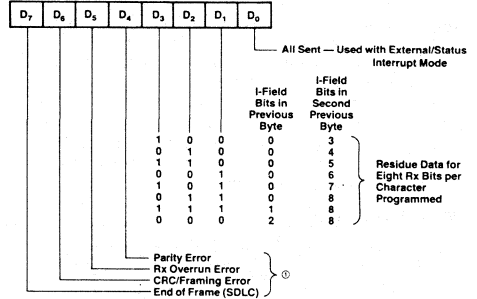 D7 D6 D5 D4 D3 D2 D1 D0
All Sent — Used with External/Status
Interrupt Mode
I-Field
Bits in
Previous
Byte
I-Field
Bits in
Second
Previous
Byte
1 0 0 0 3
0 1 0 0 4
1 1 0 0 5
0 0 1 0 6
1 0 1 0 7
0 1 1 0 8
1 1 1 1 8
0 0 0 2 8
Residue Data for
Eight Rx Bits per
Character
Programmed
Parity Error
Rx Overrun Error
CRC/Framing Error
End of Frame (SDLC)
①